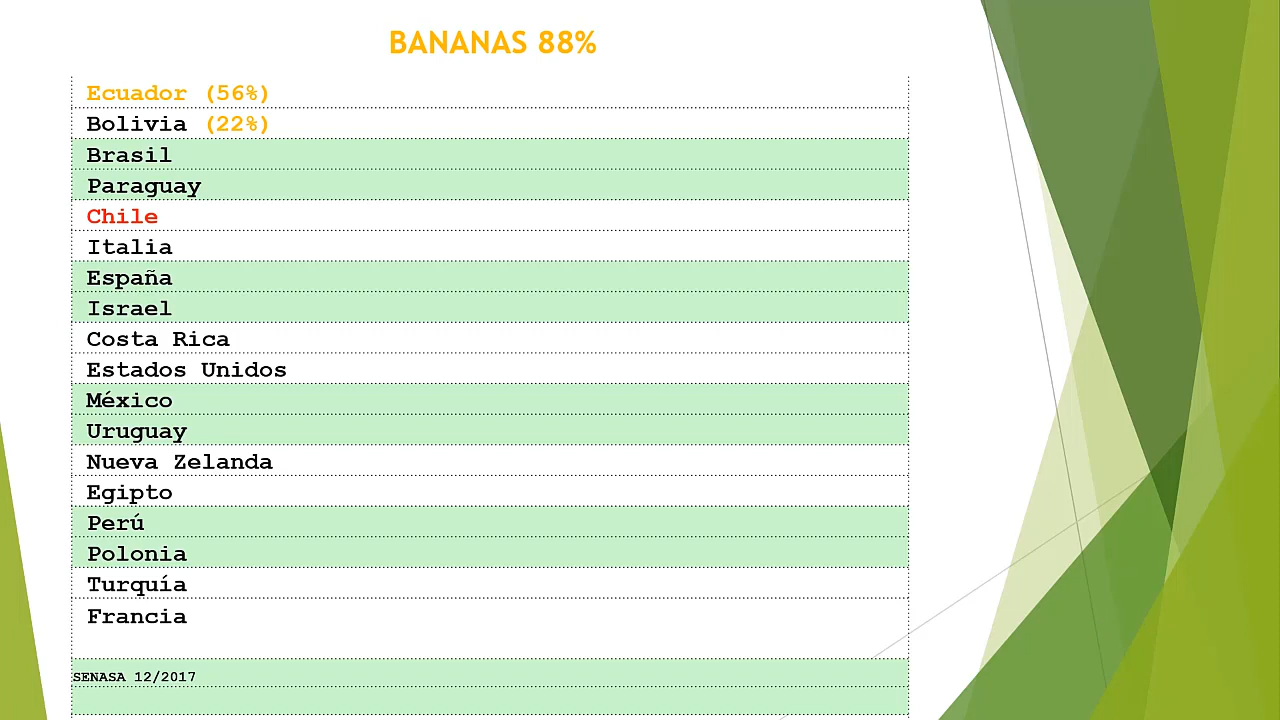 BANANAS 88%
Ecuador (56%)
Bolivia (22%)
Brasil
Paraguay
Chile
Italia
España
Israel
Costa Rica
Estados Unidos
México
Uruguay
Nueva Zelanda
Egipto
Perú
Polonia
Turquía
Francia
SENASA 12/2017